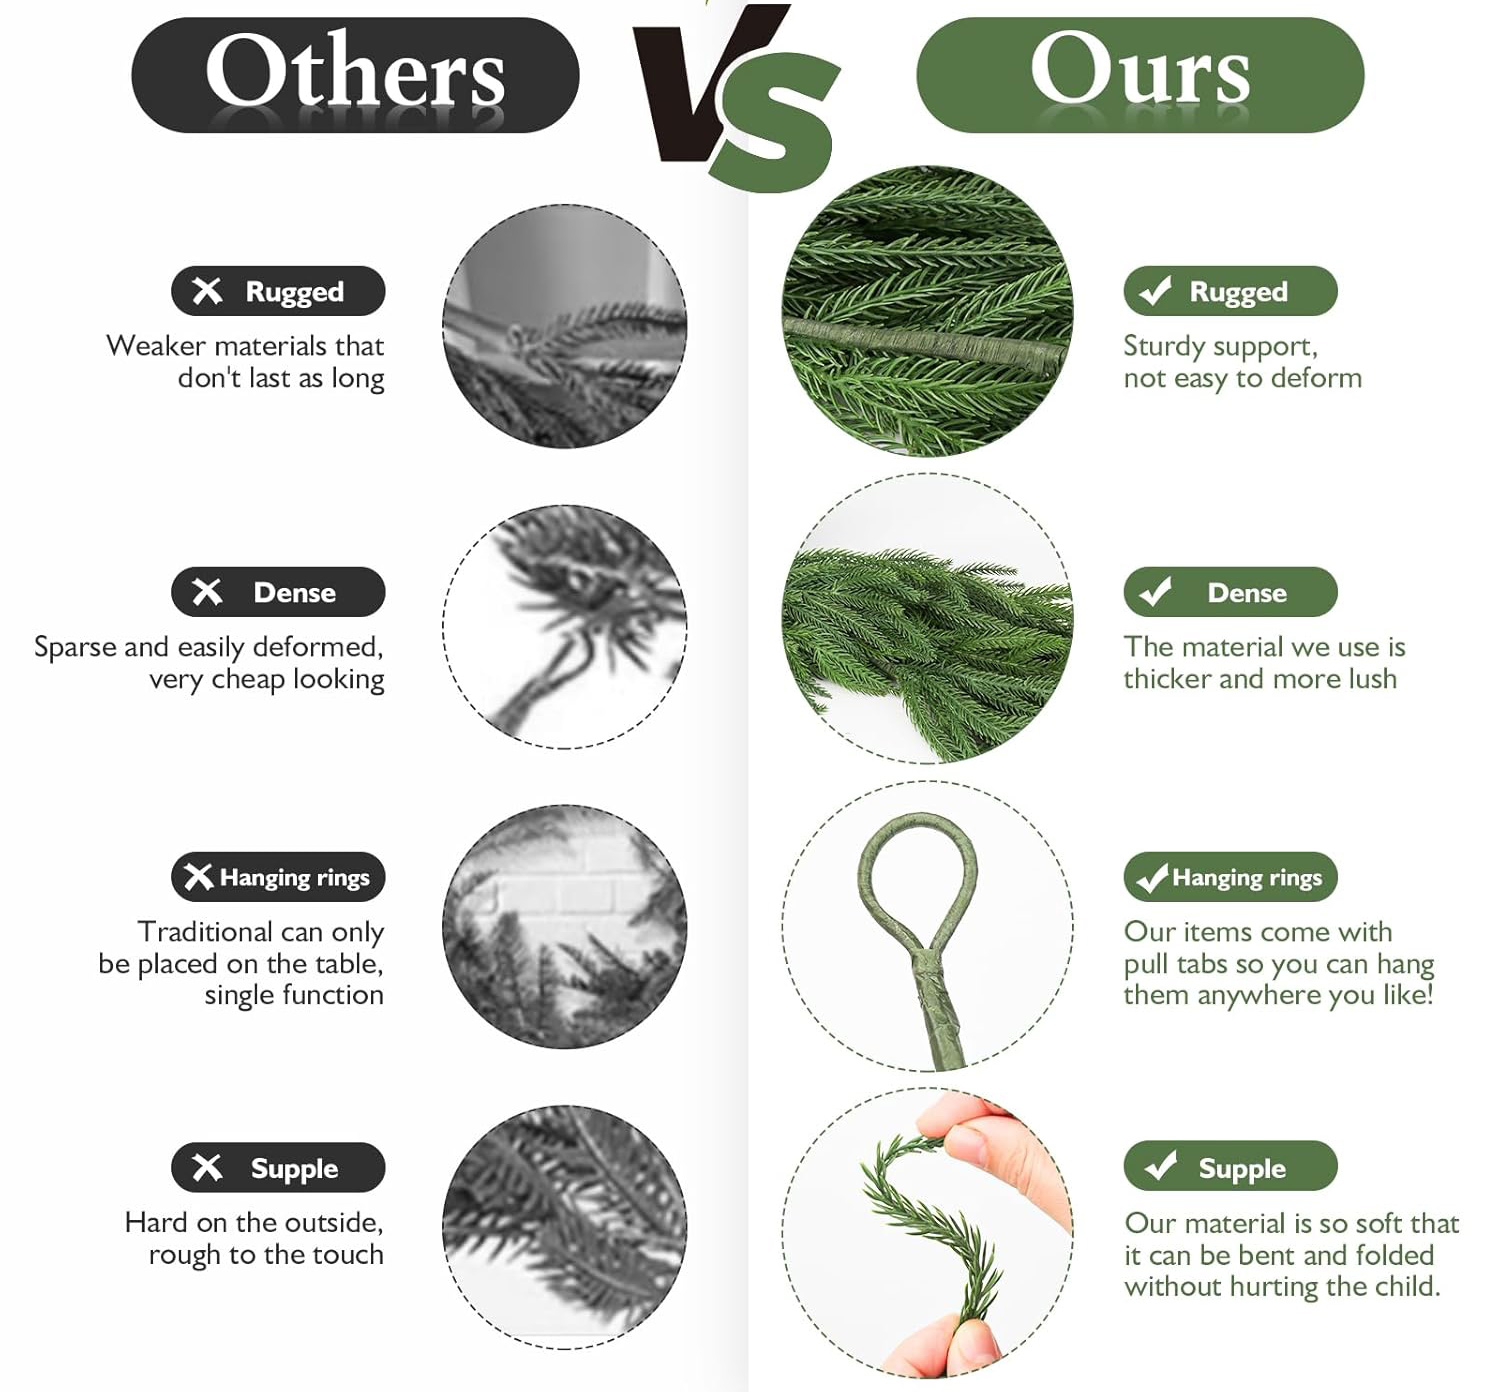 Others
VS
Ours
Rugged
Weaker materials that
don't last as long
Rugged
Sturdy support,
not easy to deform
Dense
Sparse and easily deformed,
very cheap looking
Dense
The material we use is
thicker and more lush
Hanging rings
Traditional can only
be placed on the table,
single function
Hanging rings
Our items come with
pull tabs so you can hang
them anywhere you like!
Supple
Hard on the outside,
rough to the touch
Supple
Our material is so soft that
it can be bent and folded
without hurting the child.